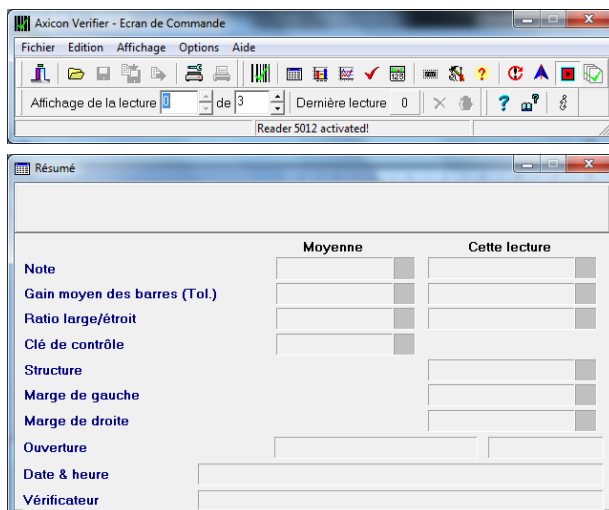 Axicon Verifier - Ecran de Commande
Fichier Edition Affichage Options Aide
Affichage de la lecture 0 de 3 Dernière lecture 0
Reader 5012 activated!
Résumé
Moyenne Cette lecture
Note
Gain moyen des barres (Tol.)
Ratio large/étroit
Clé de contrôle
Structure
Marge de gauche
Marge de droite
Ouverture
Date & heure
Vérificateur